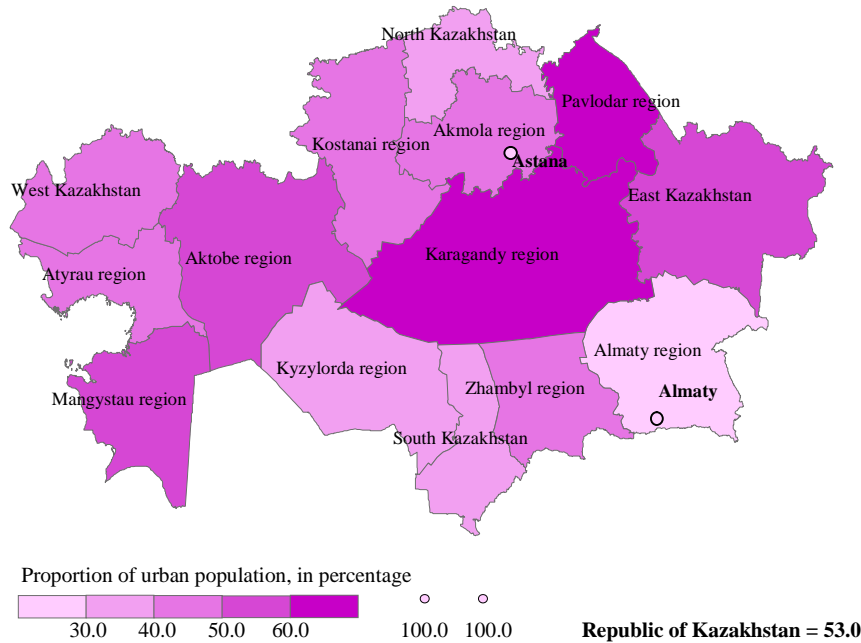 North Kazakhstan
Pavlodar region
Akmola region
Kostanai region
Astana
West Kazakhstan
East Kazakhstan
Aktobe region
Karagandy region
Atyrau region
Almaty region
Kyzylorda region
Zhambyl region
Almaty
Mangystau region
South Kazakhstan
Proportion of urban population, in percentage
30.0 40.0 50.0 60.0 100.0 100.0 Republic of Kazakhstan = 53.0